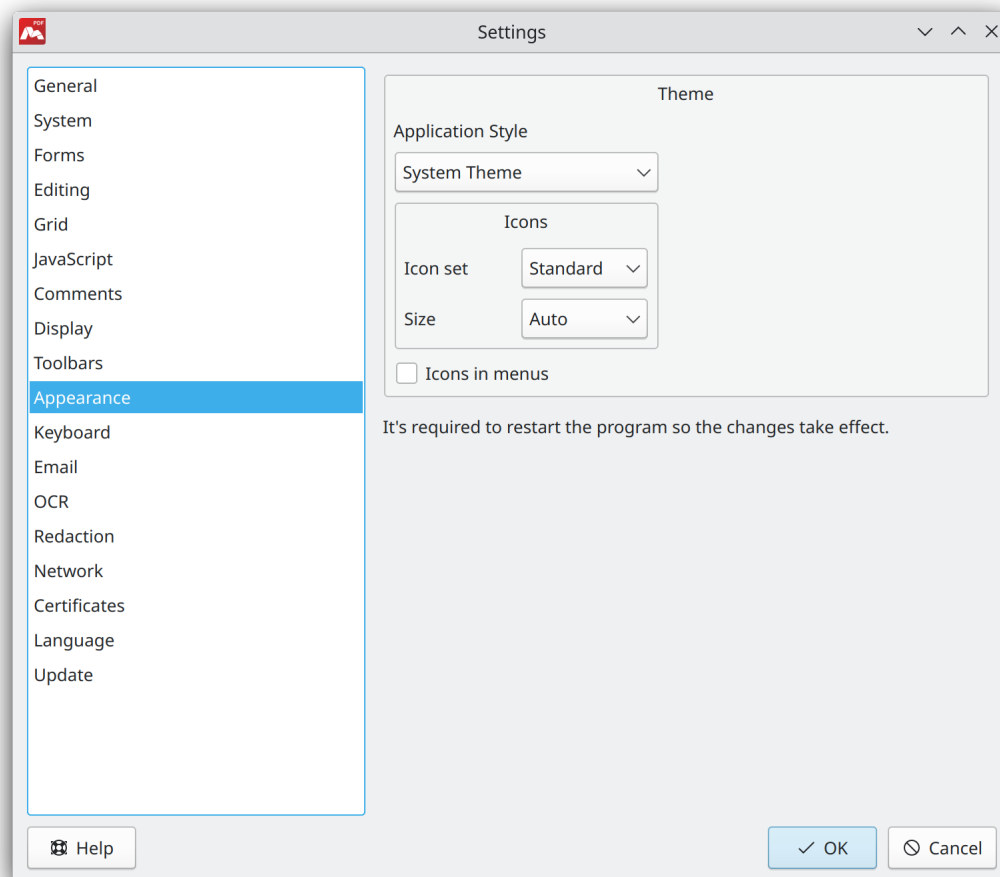 PDF
Settings
General
System
Forms
Editing
Grid
JavaScript
Comments
Display
Toolbars
Appearance
Keyboard
Email
OCR
Redaction
Network
Certificates
Language
Update
Theme
Application Style
System Theme
Icons
Icon set Standard
Size Auto
Icons in menus
It's required to restart the program so the changes take effect.
Help
OK
Cancel